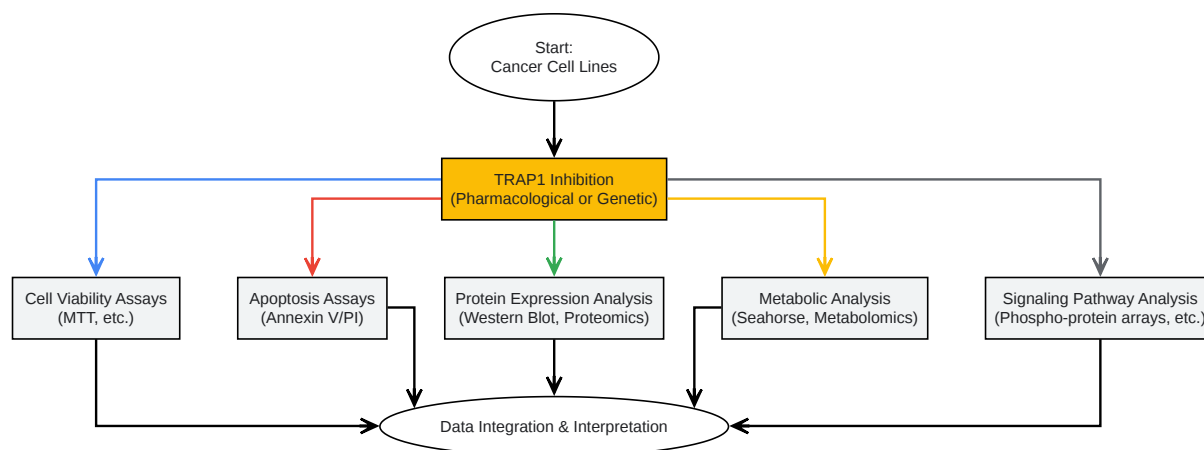 Start:
Cancer Cell Lines
TRAP1 Inhibition
(Pharmacological or Genetic)
Cell Viability Assays
(MTT, etc.)
Apoptosis Assays
(Annexin V/PI)
Protein Expression Analysis
(Western Blot, Proteomics)
Metabolic Analysis
(Seahorse, Metabolomics)
Signaling Pathway Analysis
(Phospho-protein arrays, etc.)
Data Integration & Interpretation